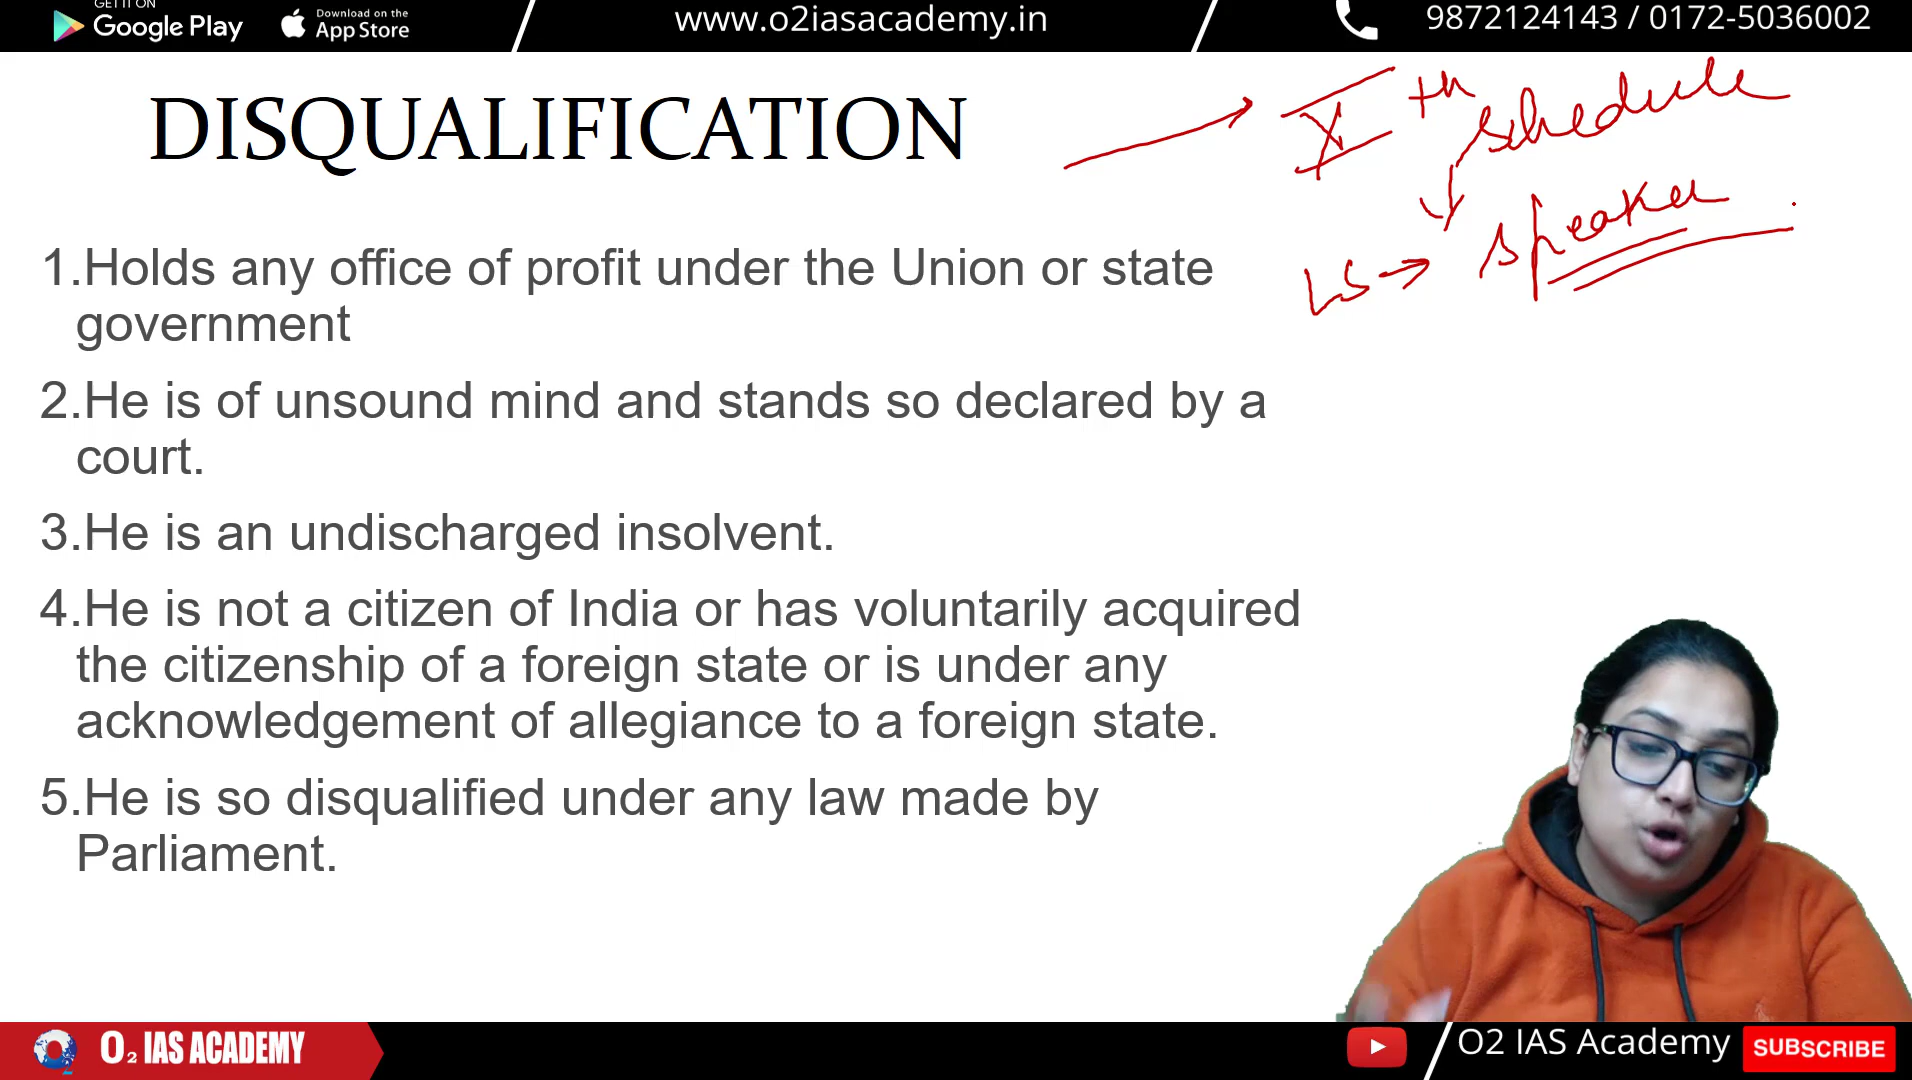 GET IT ON
Google Play
Download on the
App Store
www.o2iasacademy.in
9872124143 / 0172-5036002
DISQUALIFICATION
Xth schedule
speaker
LS →
1.Holds any office of profit under the Union or state
government
2.He is of unsound mind and stands so declared by a
court.
3.He is an undischarged insolvent.
4.He is not a citizen of India or has voluntarily acquired
the citizenship of a foreign state or is under any
acknowledgement of allegiance to a foreign state.
5.He is so disqualified under any law made by
Parliament.
O2 IAS ACADEMY
O2 IAS Academy
SUBSCRIBE